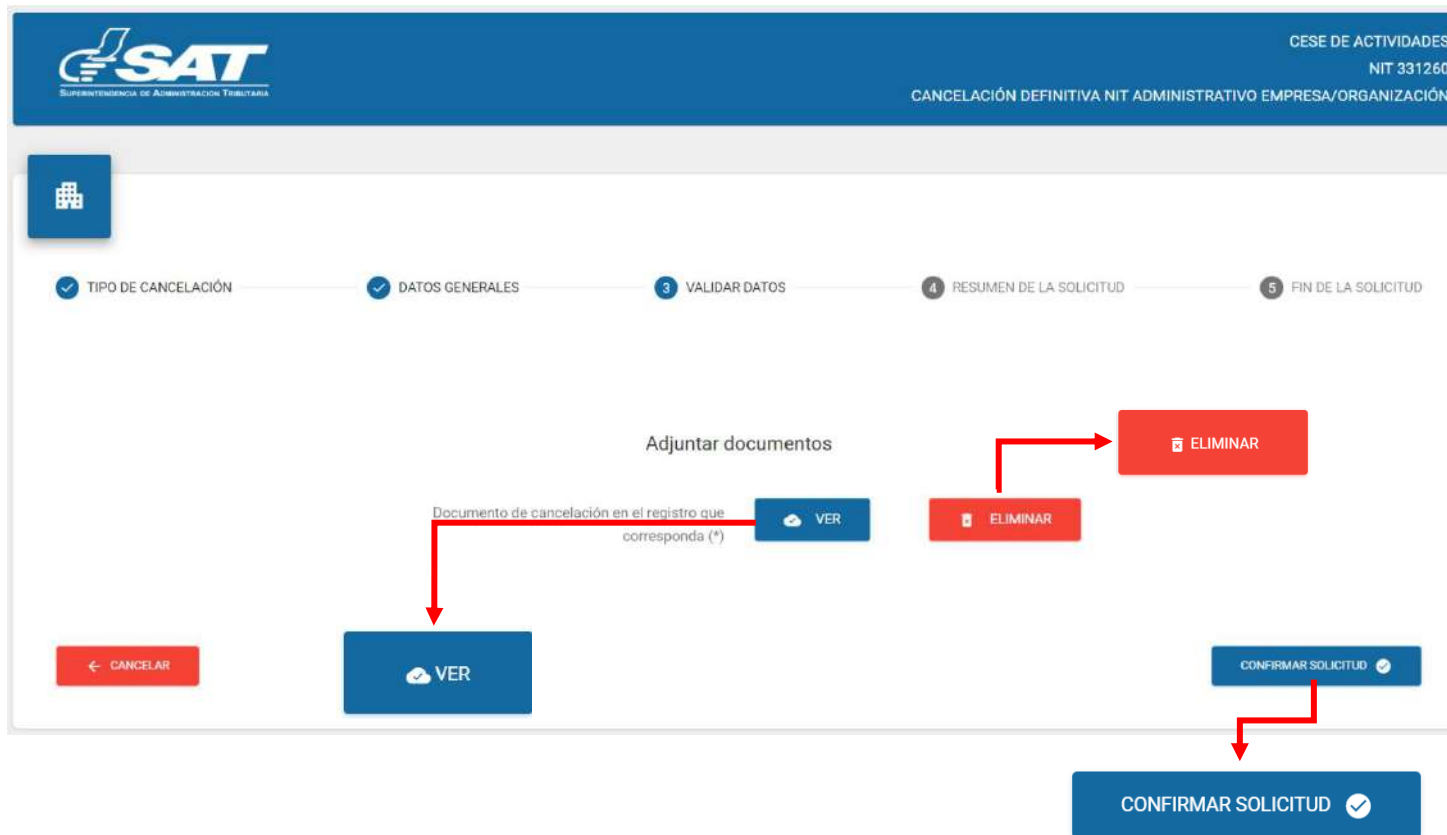 SAT
SUPERINTENDENCIA DE ADMINISTRACION TRIBUTARIA
CESE DE ACTIVIDADES
NIT 331260
CANCELACIÓN DEFINITIVA NIT ADMINISTRATIVO EMPRESA/ORGANIZACIÓN
TIPO DE CANCELACIÓN
DATOS GENERALES
3 VALIDAR DATOS
4 RESUMEN DE LA SOLICITUD
5 FIN DE LA SOLICITUD
Adjuntar documentos
ELIMINAR
Documento de cancelación en el registro que
corresponda (*)
VER
ELIMINAR
CANCELAR
VER
CONFIRMAR SOLICITUD
CONFIRMAR SOLICITUD